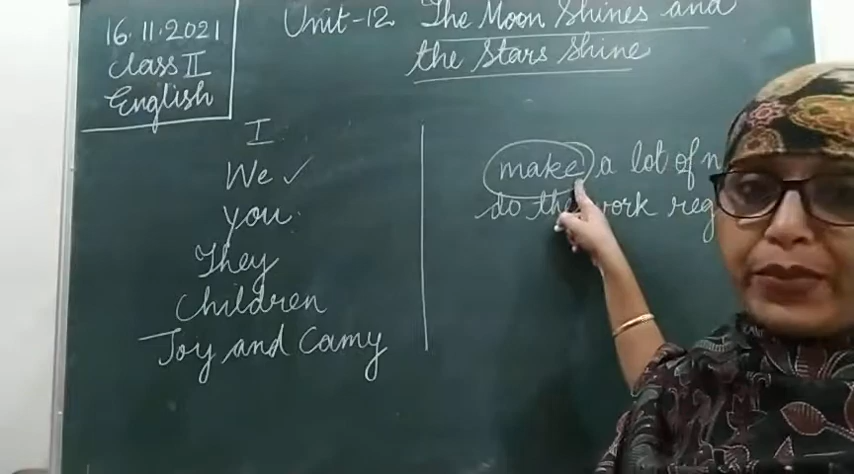 16.11.2021
Class II
English
Unit-12 The Moon Shines and
the Stars Shine
I
We ✓
you
They
Children
Joy and Camy
make a lot of
do the work